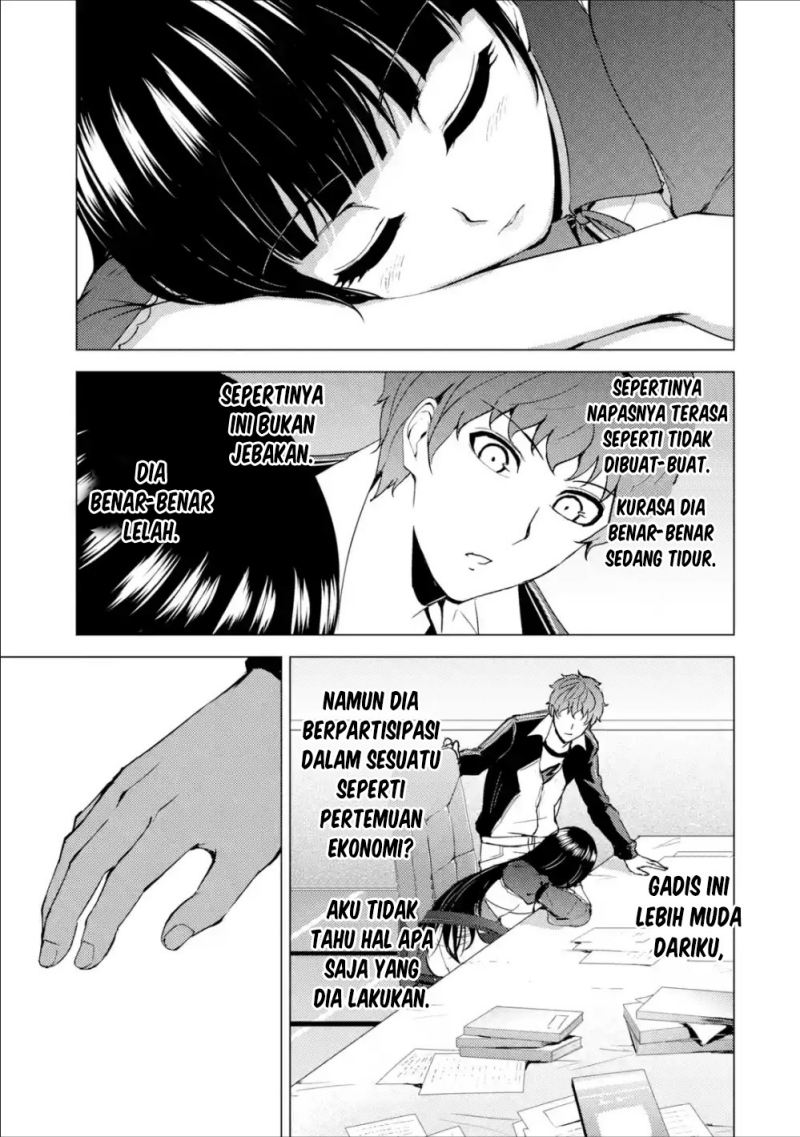 SEPERTINYA
NAPASNYA TERASA
SEPERTI TIDAK
DIBUAT-BUAT.
KURASA DIA
BENAR-BENAR
SEDANG TIDUR.
SEPERTINYA
INI BUKAN
JEBAKAN.
DIA
BENAR-BENAR
LELAH.
GADIS INI
LEBIH MUDA
DARIKU,
NAMUN DIA
BERPARTISIPASI
DALAM SESUATU
SEPERTI
PERTEMUAN
EKONOMI?
AKU TIDAK
TAHU HAL APA
SAJA YANG
DIA LAKUKAN.